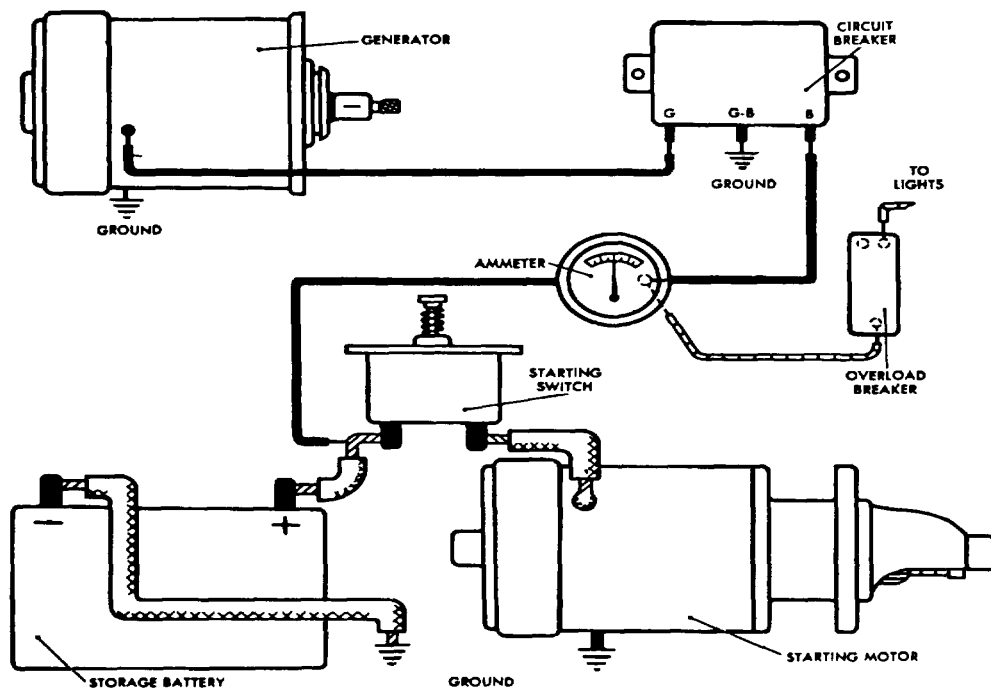 GENERATOR
CIRCUIT
BREAKER
G G-B B
GROUND
TO
LIGHTS
GROUND
AMMETER
STARTING
SWITCH
OVERLOAD
BREAKER
− +
STORAGE BATTERY
GROUND
STARTING MOTOR